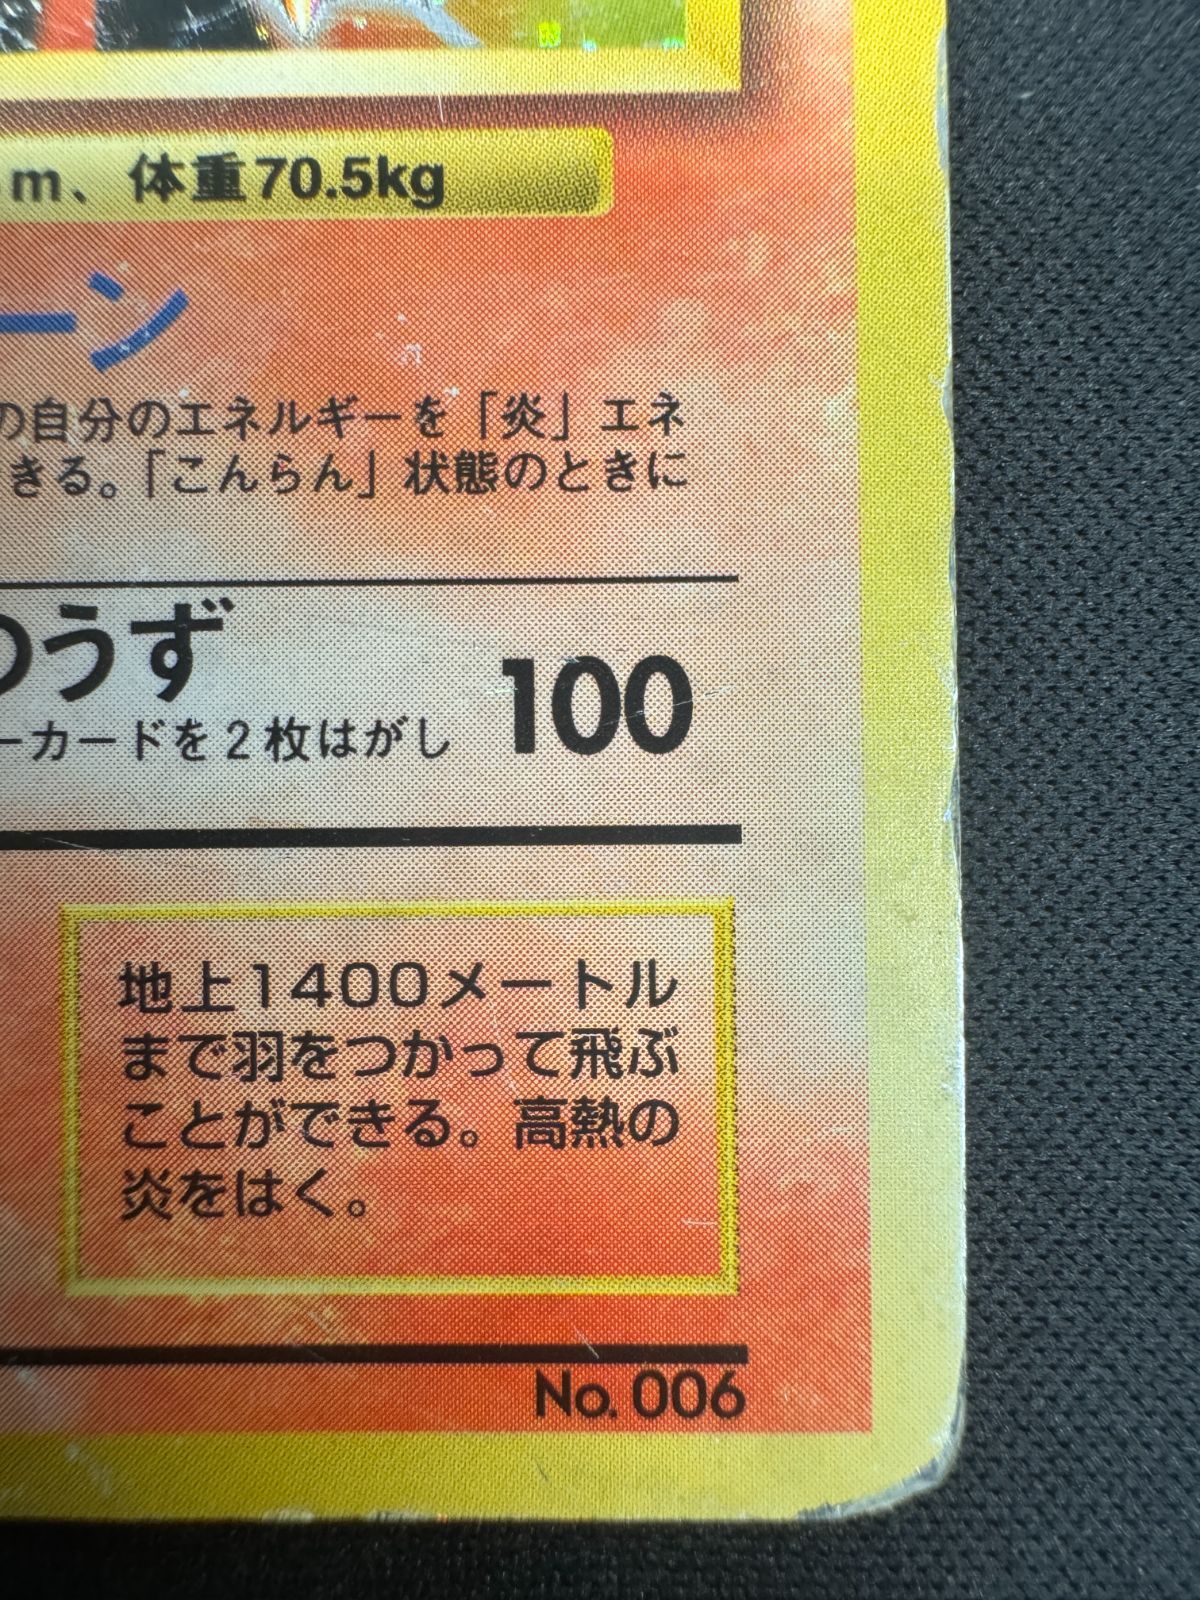 m、体重70.5kg
ーン
の自分のエネルギーを「炎」エネ
きる。「こんらん」状態のときに
のうず
100
ーカードを2枚はがし
地上1400メートル
まで羽をつかって飛ぶ
ことができる。高熱の
炎をはく。
No.006